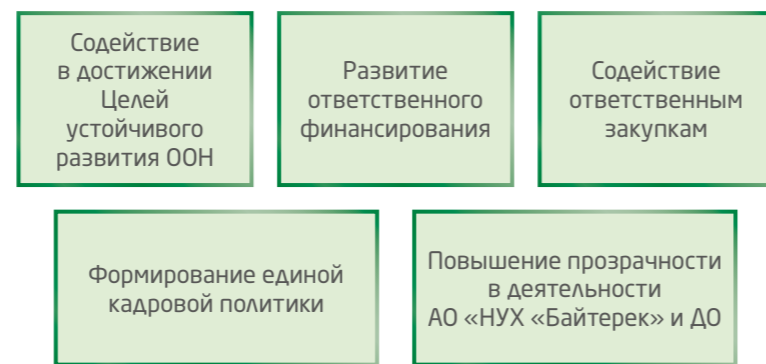 Содействие
в достижении
Целей
устойчивого
развития ООН
Развитие
ответственного
финансирования
Содействие
ответственным
закупкам
Формирование единой
кадровой политики
Повышение прозрачности
в деятельности
АО «НУХ «Байтерек» и ДО